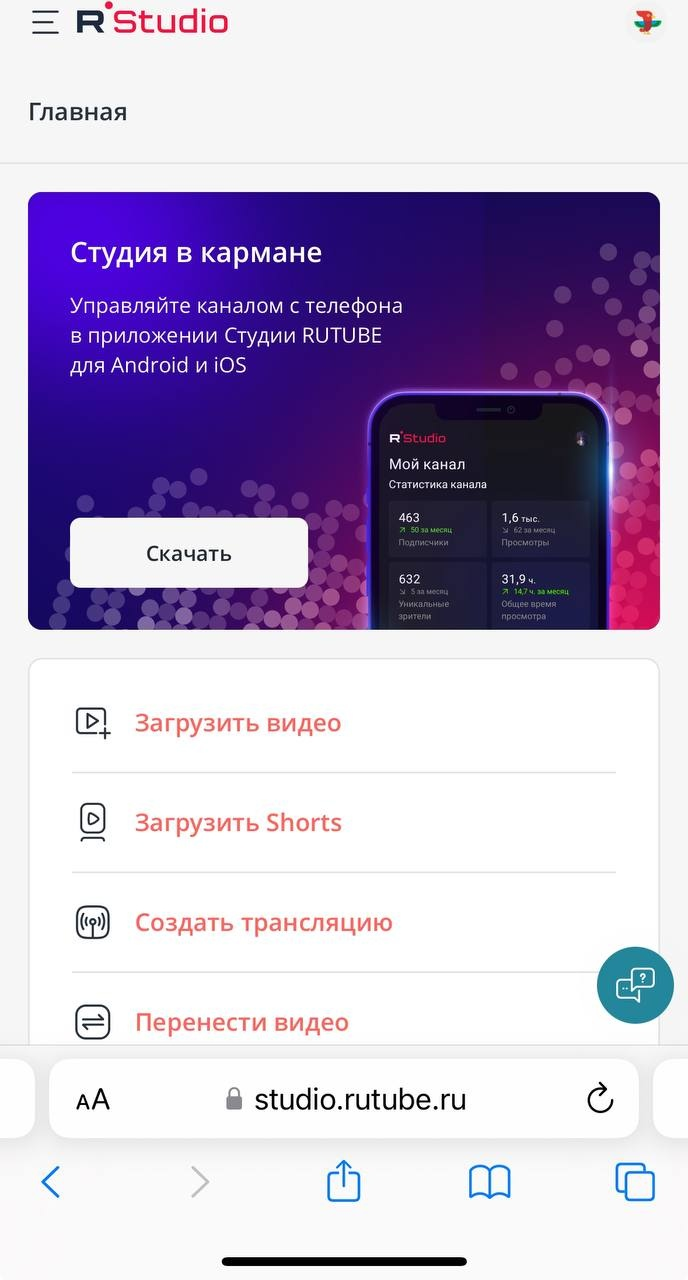 R Studio
Главная
Студия в кармане
Управляйте каналом с телефона
в приложении Студии RUTUBE
для Android и iOS
Скачать
R Studio
Мой канал
Статистика канала
463
50 за месяц
Подписчики
1,6 тыс.
62 за месяц
Просмотры
632
5 за месяц
Уникальные
зрители
31,9 ч.
14,7 ч. за месяц
Общее время
просмотра
Загрузить видео
Загрузить Shorts
Создать трансляцию
Перенести видео
AA
studio.rutube.ru